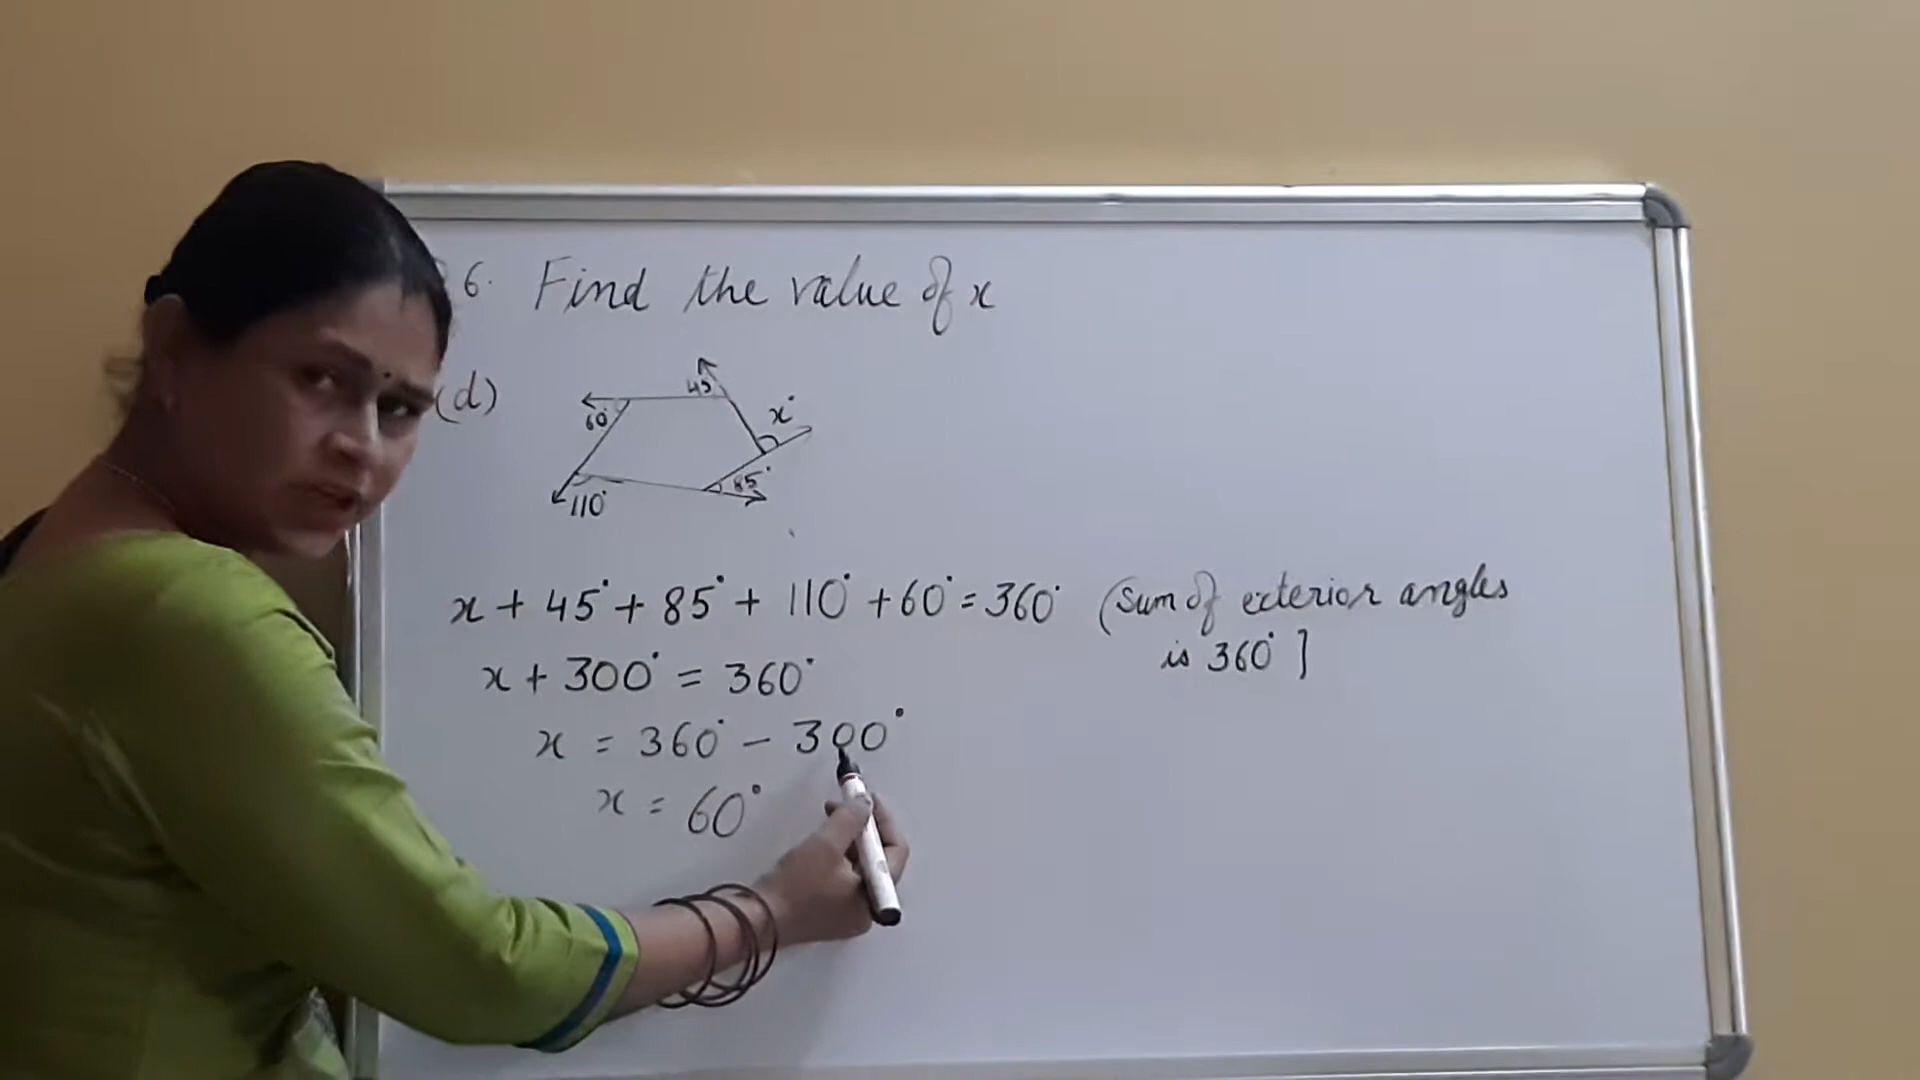 6. Find the value of x
(d)
45°
x°
60°
85°
110°
x + 45° + 85° + 110° + 60° = 360° (Sum of exterior angles
is 360°]
x + 300° = 360°
x = 360° - 300°
x = 60°